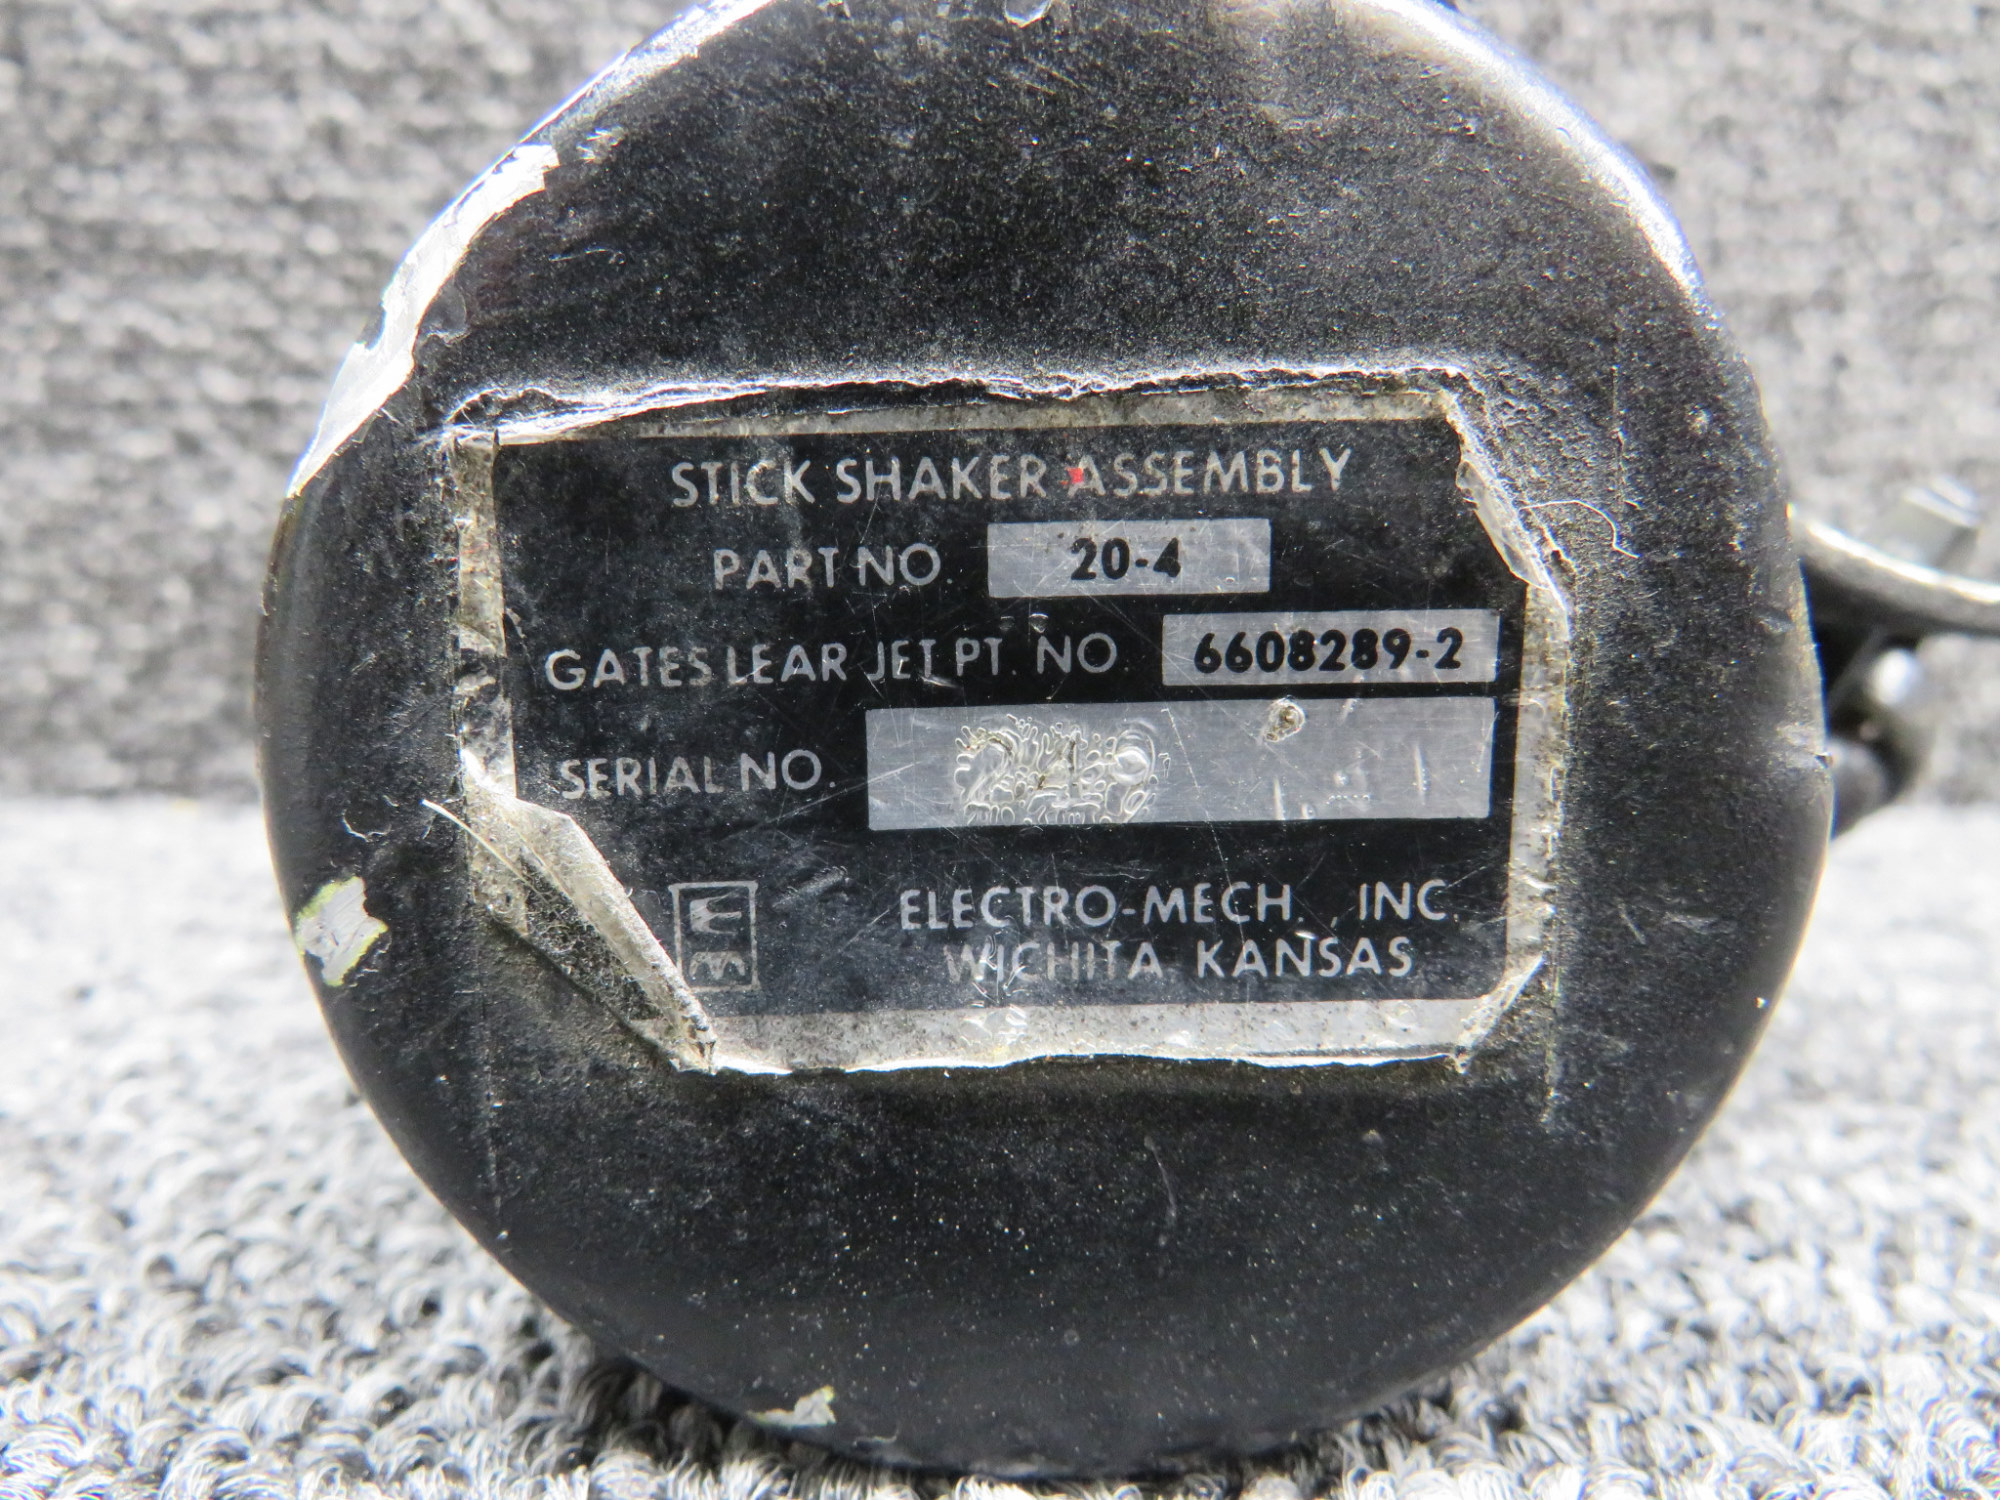 STICK SHAKER ASSEMBLY
PART NO. 20-4
GATES LEAR JET PT. NO 6608289-2
SERIAL NO.
ELECTRO-MECH. , INC.
WICHITA KANSAS